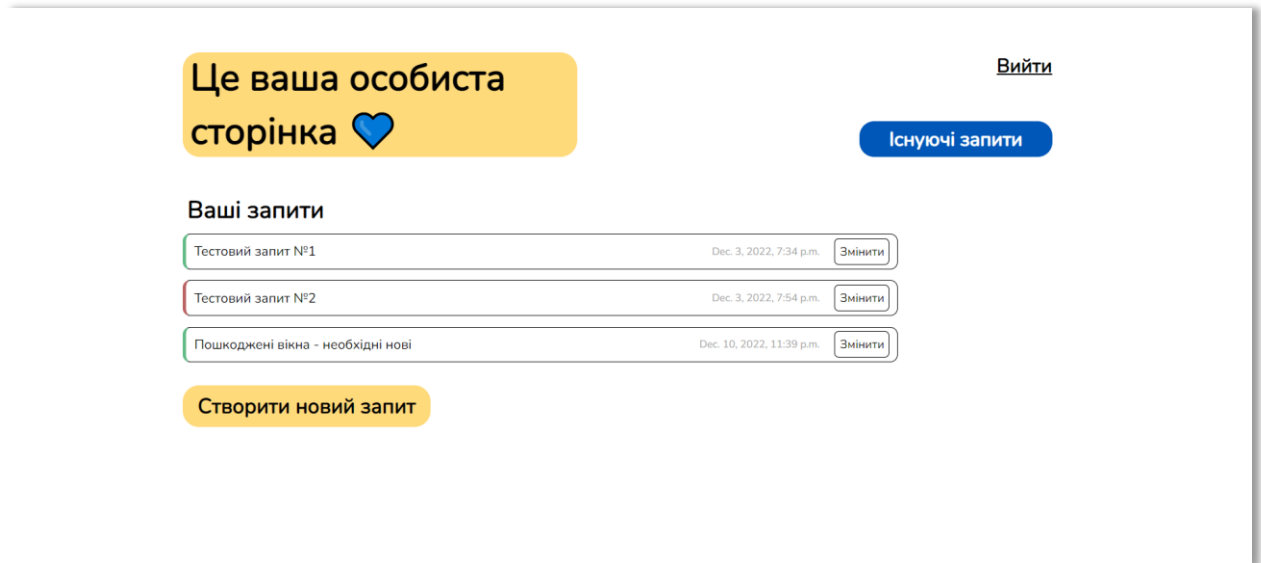 Це ваша особиста
сторінка 💙
Вийти
Існуючі запити
Ваші запити
Тестовий запит №1 Dec. 3, 2022, 7:34 p.m. Змінити
Тестовий запит №2 Dec. 3, 2022, 7:54 p.m. Змінити
Пошкоджені вікна - необхідні нові Dec. 10, 2022, 11:39 p.m. Змінити
Створити новий запит